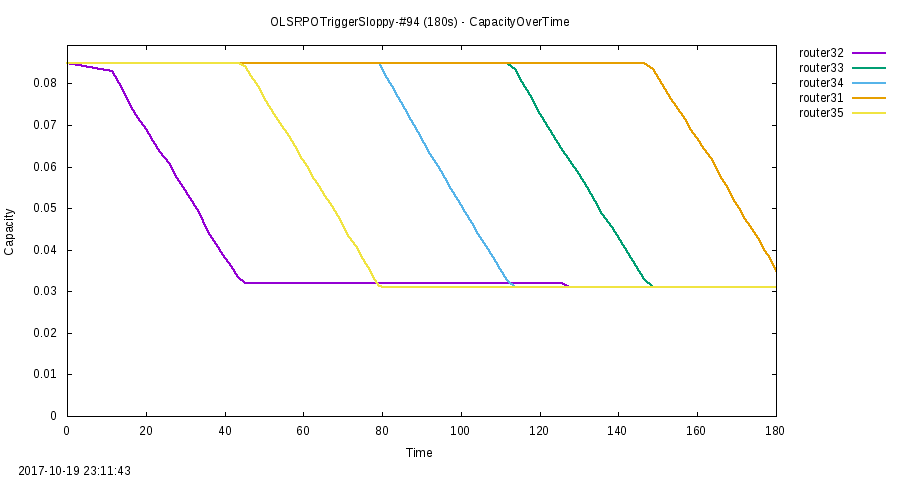 OLSRPOTriggerSloppy-#94 (180s) - CapacityOverTime
router32
router33
router34
router31
router35
Capacity
0.08
0.07
0.06
0.05
0.04
0.03
0.02
0.01
0
0 20 40 60 80 100 120 140 160 180
Time
2017-10-19 23:11:43